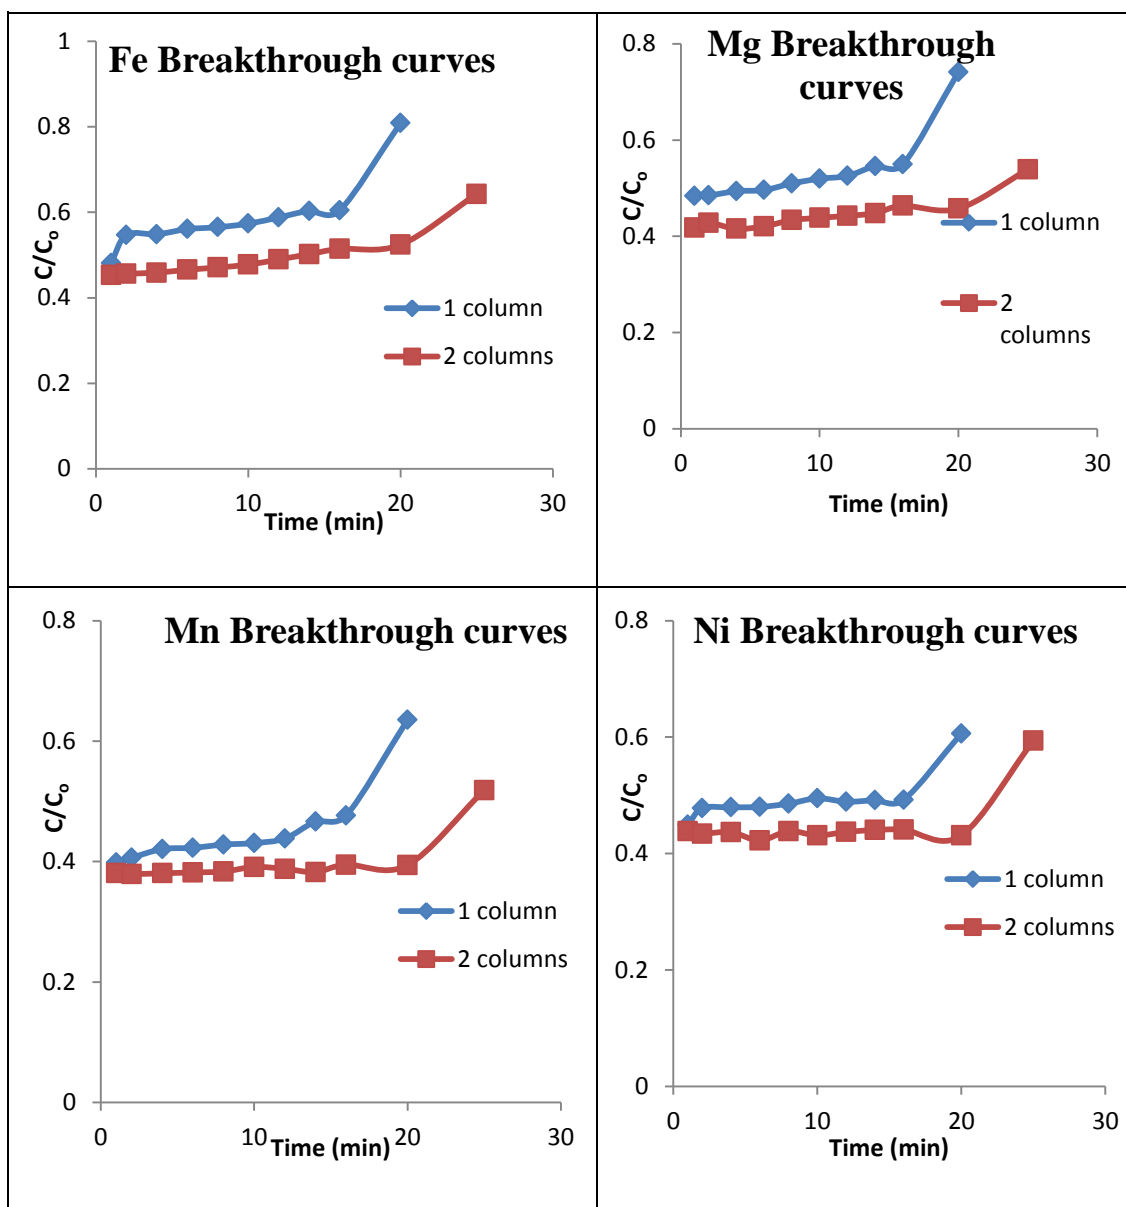 Fe Breakthrough curves
1
0.8
0.6
0.4
0.2
0
C/Co
0
10
20
30
Time (min)
1 column
2 columns
Mg Breakthrough
curves
0.8
0.6
0.4
0.2
0
C/Co
0
10
20
30
Time (min)
1 column
2
columns
Mn Breakthrough curves
0.8
0.6
0.4
0.2
0
C/Co
0
10
20
30
Time (min)
1 column
2 columns
Ni Breakthrough curves
0.8
0.6
0.4
0.2
0
C/Co
0
10
20
30
Time (min)
1 column
2 columns